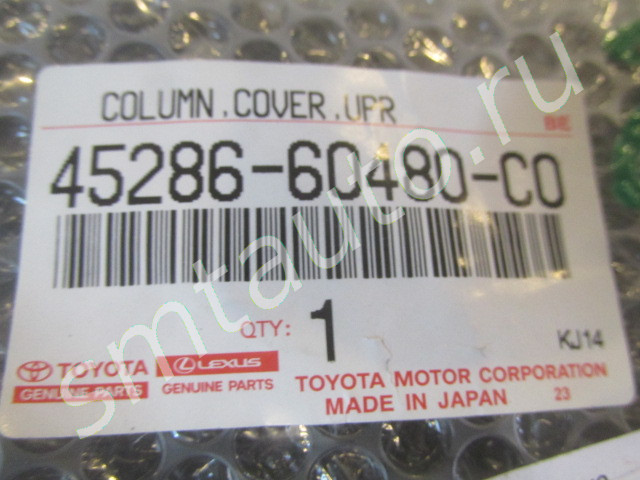 COLUMN,COVER,UPR
BE
45286-60480-C0
QTY: 1
KJ14
TOYOTA LEXUS
GENUINE PARTS GENUINE PARTS
TOYOTA MOTOR CORPORATION
MADE IN JAPAN 23
smtauto.ru